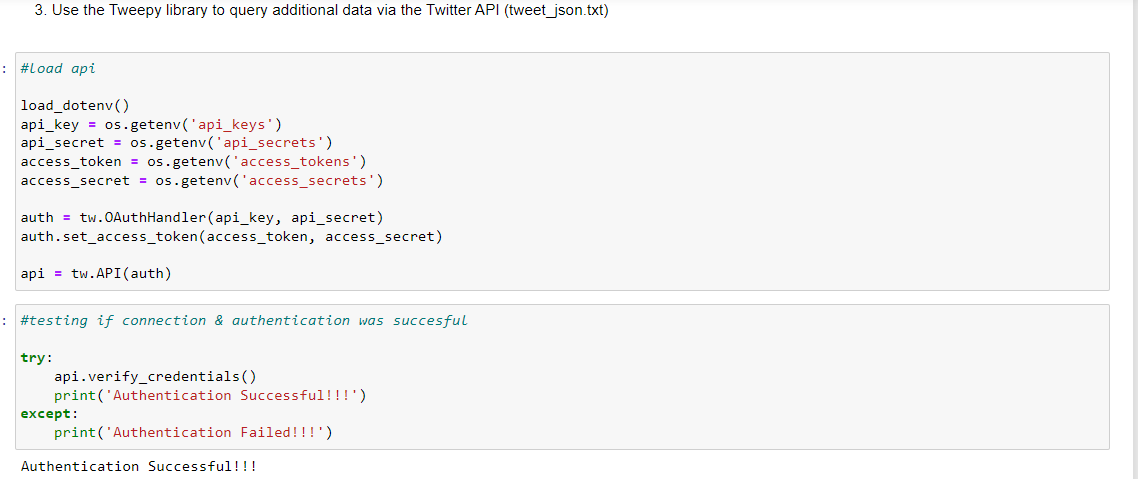 3. Use the Tweepy library to query additional data via the Twitter API (tweet_json.txt)
: #load api
load_dotenv()
api_key = os.getenv('api_keys')
api_secret = os.getenv('api_secrets')
access_token = os.getenv('access_tokens')
access_secret = os.getenv('access_secrets')
auth = tw.OAuthHandler(api_key, api_secret)
auth.set_access_token(access_token, access_secret)
api = tw.API(auth)
: #testing if connection & authentication was succesful
try:
    api.verify_credentials()
    print('Authentication Successful!!!')
except:
    print('Authentication Failed!!!')
Authentication Successful!!!